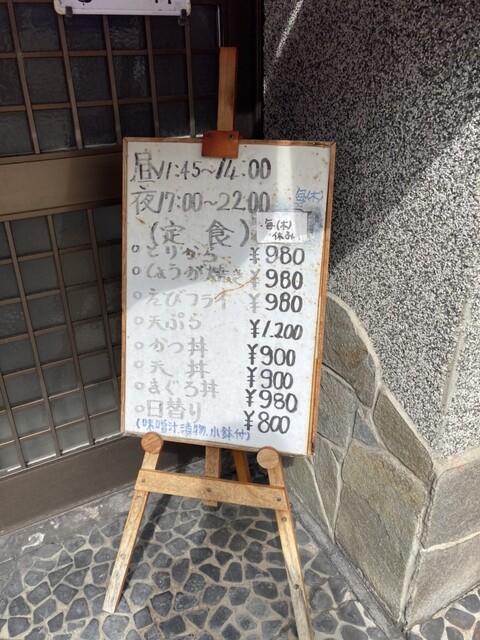 昼11:45〜14:00
夜17:00〜22:00 毎(木)
(定食) 毎(木)休み
○とりから ¥980
○しょうが焼き ¥980
○えびフライ ¥980
○天ぷら ¥1.200
○かつ丼 ¥900
○天丼 ¥900
○まぐろ丼 ¥980
○日替り ¥800
(味噌汁、漬物、小鉢付)